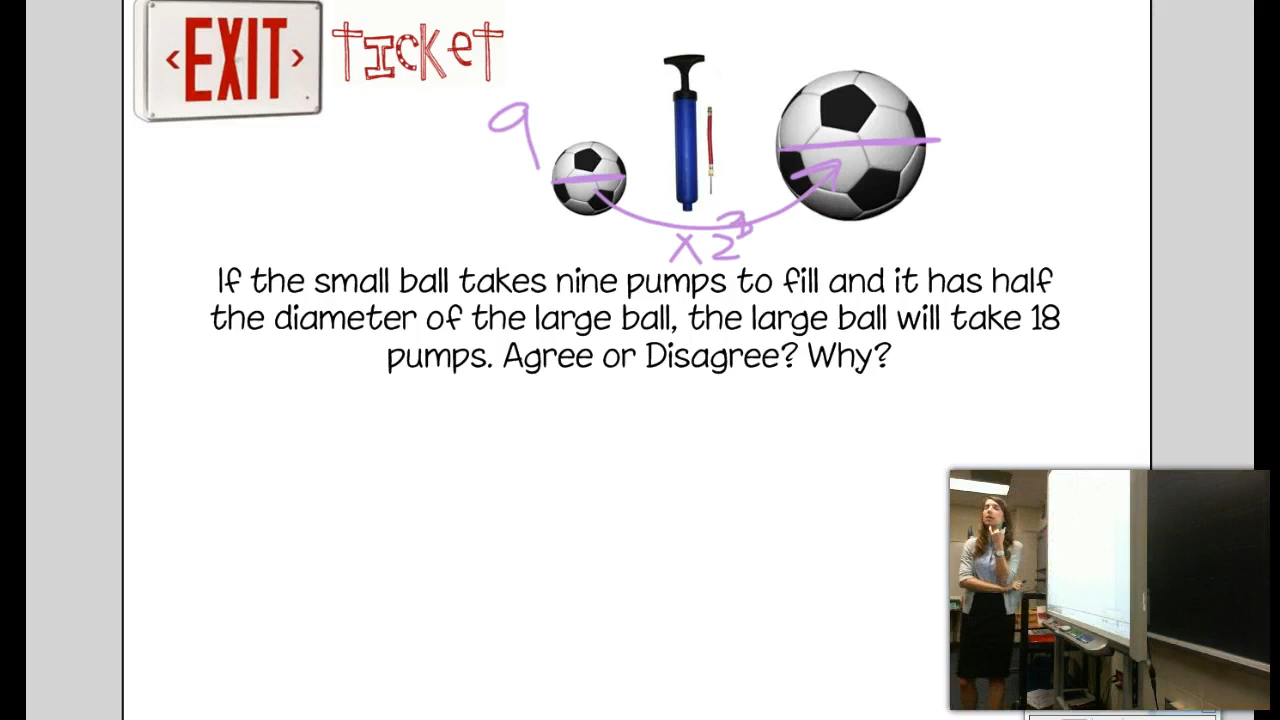 <EXIT> TICKET
9
x2³
If the small ball takes nine pumps to fill and it has half
the diameter of the large ball, the large ball will take 18
pumps. Agree or Disagree? Why?